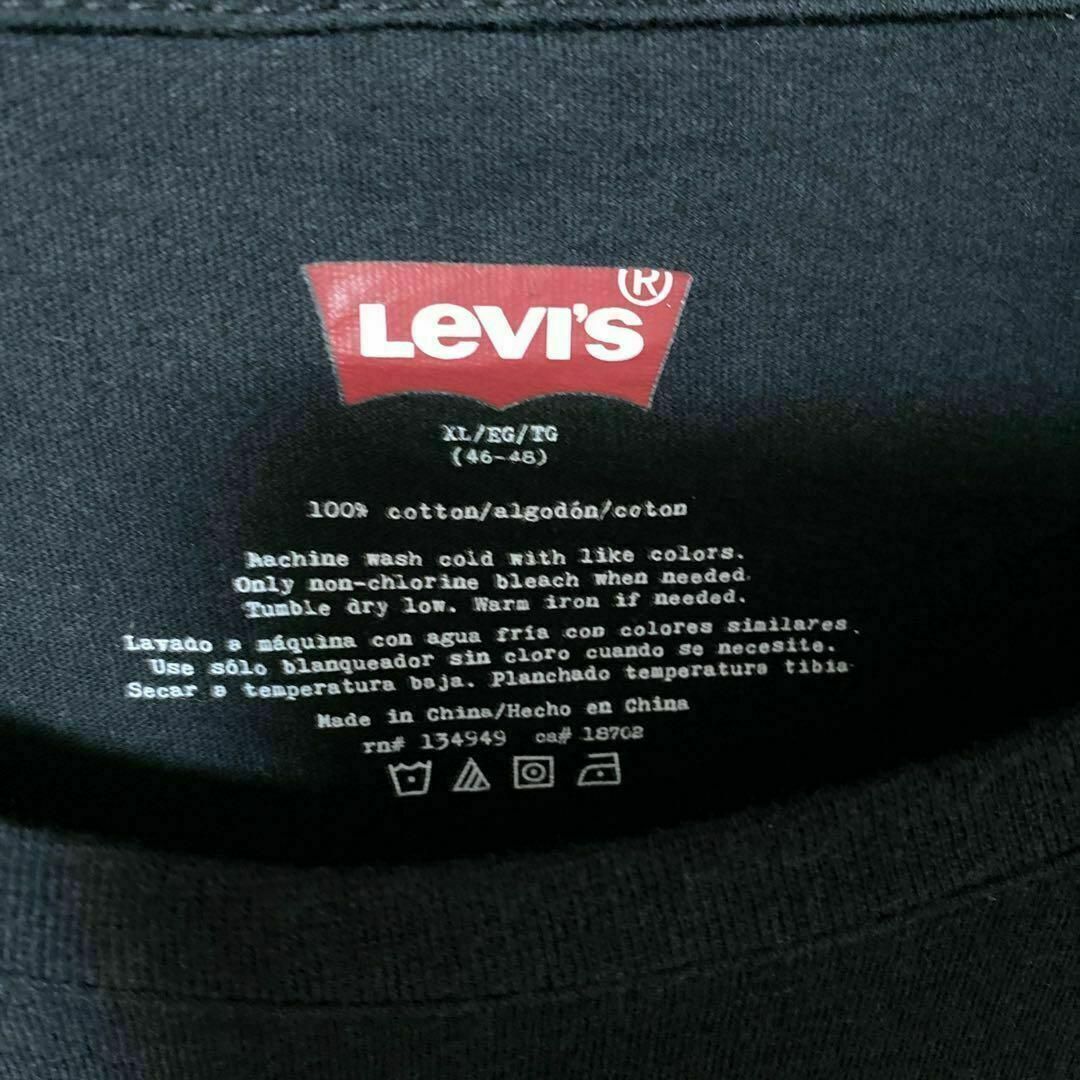 Levi's®
XL/EG/TG
(46-48)
100% cotton/algodón/coton
Machine wash cold with like colors.
Only non-chlorine bleach when needed.
Tumble dry low. Warm iron if needed.
Lavado a máquina con agua fría con colores similares.
Use sólo blanqueador sin cloro cuando se necesite.
Secar a temperatura baja. Planchado temperatura tibia
Made in China/Hecho en China
rn# 134949 ca# 18702